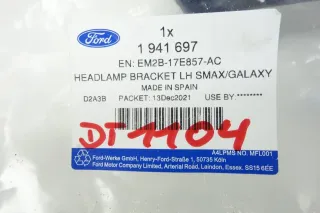 Ford
1x
1 941 697
EN: EM2B-17E857-AC
HEADLAMP BRACKET LH SMAX/GALAXY
MADE IN SPAIN
D2A3B PACKET: 13Dec2021 USE BY:********
DT1104
A4LPMS NO. MFL001
Ford-Werke GmbH, Henry-Ford-Straße 1, 50735 Köln
Ford Motor Company Limited, Arterial Road, Laindon, Essex SS15 6EE